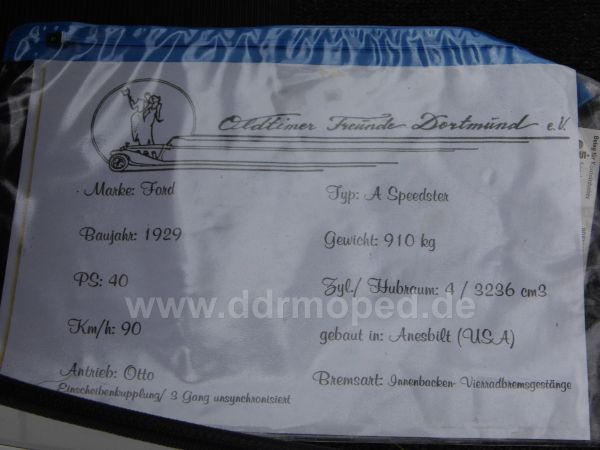 Oldtimer Freunde Dortmund e.V.
Marke: Ford
Typ: A Speedster
Baujahr: 1929
Gewicht: 910 kg
PS: 40
Zyl./ Hubraum: 4 / 3236 cm3
www.ddrmoped.de
Km/h: 90
gebaut in: Anesbilt (USA)
Antrieb: Otto
Bremsart: Innenbacken- Vierradbremsgestänge
Einscheibenkupplung/ 3 Gang unsynchronisiert